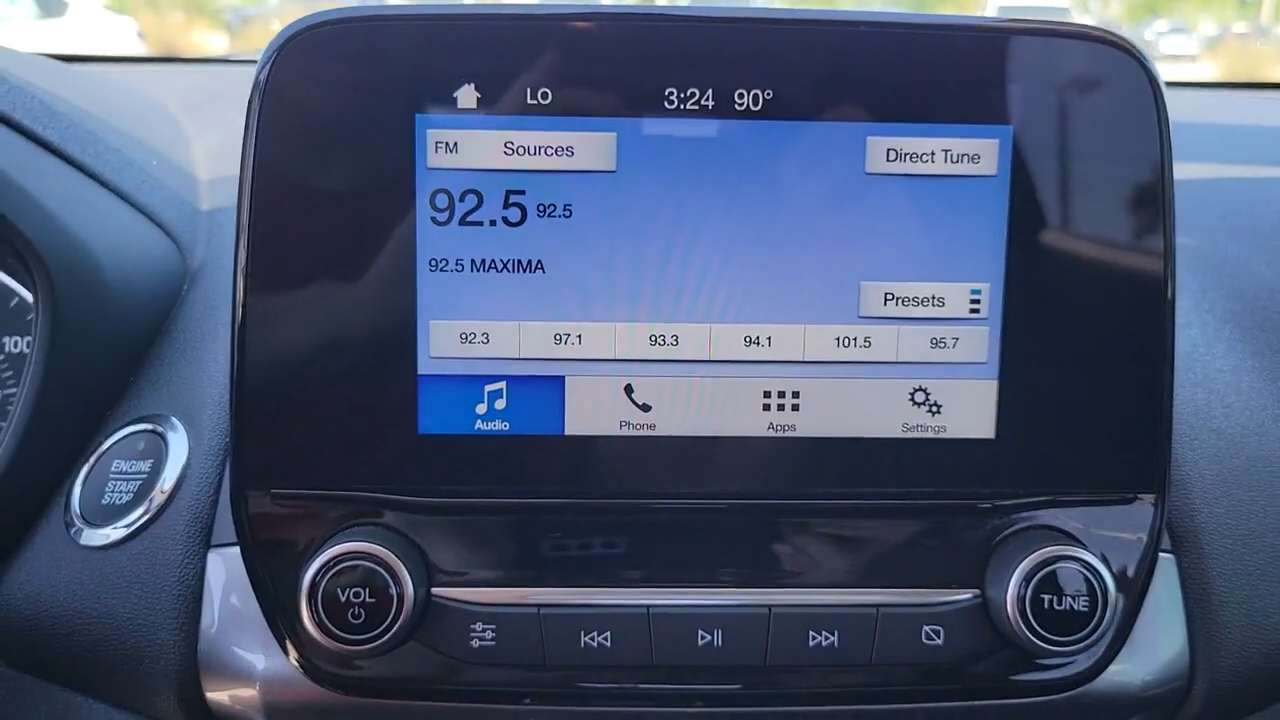 LO 3:24 90°
FM Sources Direct Tune
92.5 92.5
92.5 MAXIMA
Presets
92.3 97.1 93.3 94.1 101.5 95.7
Audio Phone Apps Settings
100
ENGINE
START
STOP
VOL
TUNE